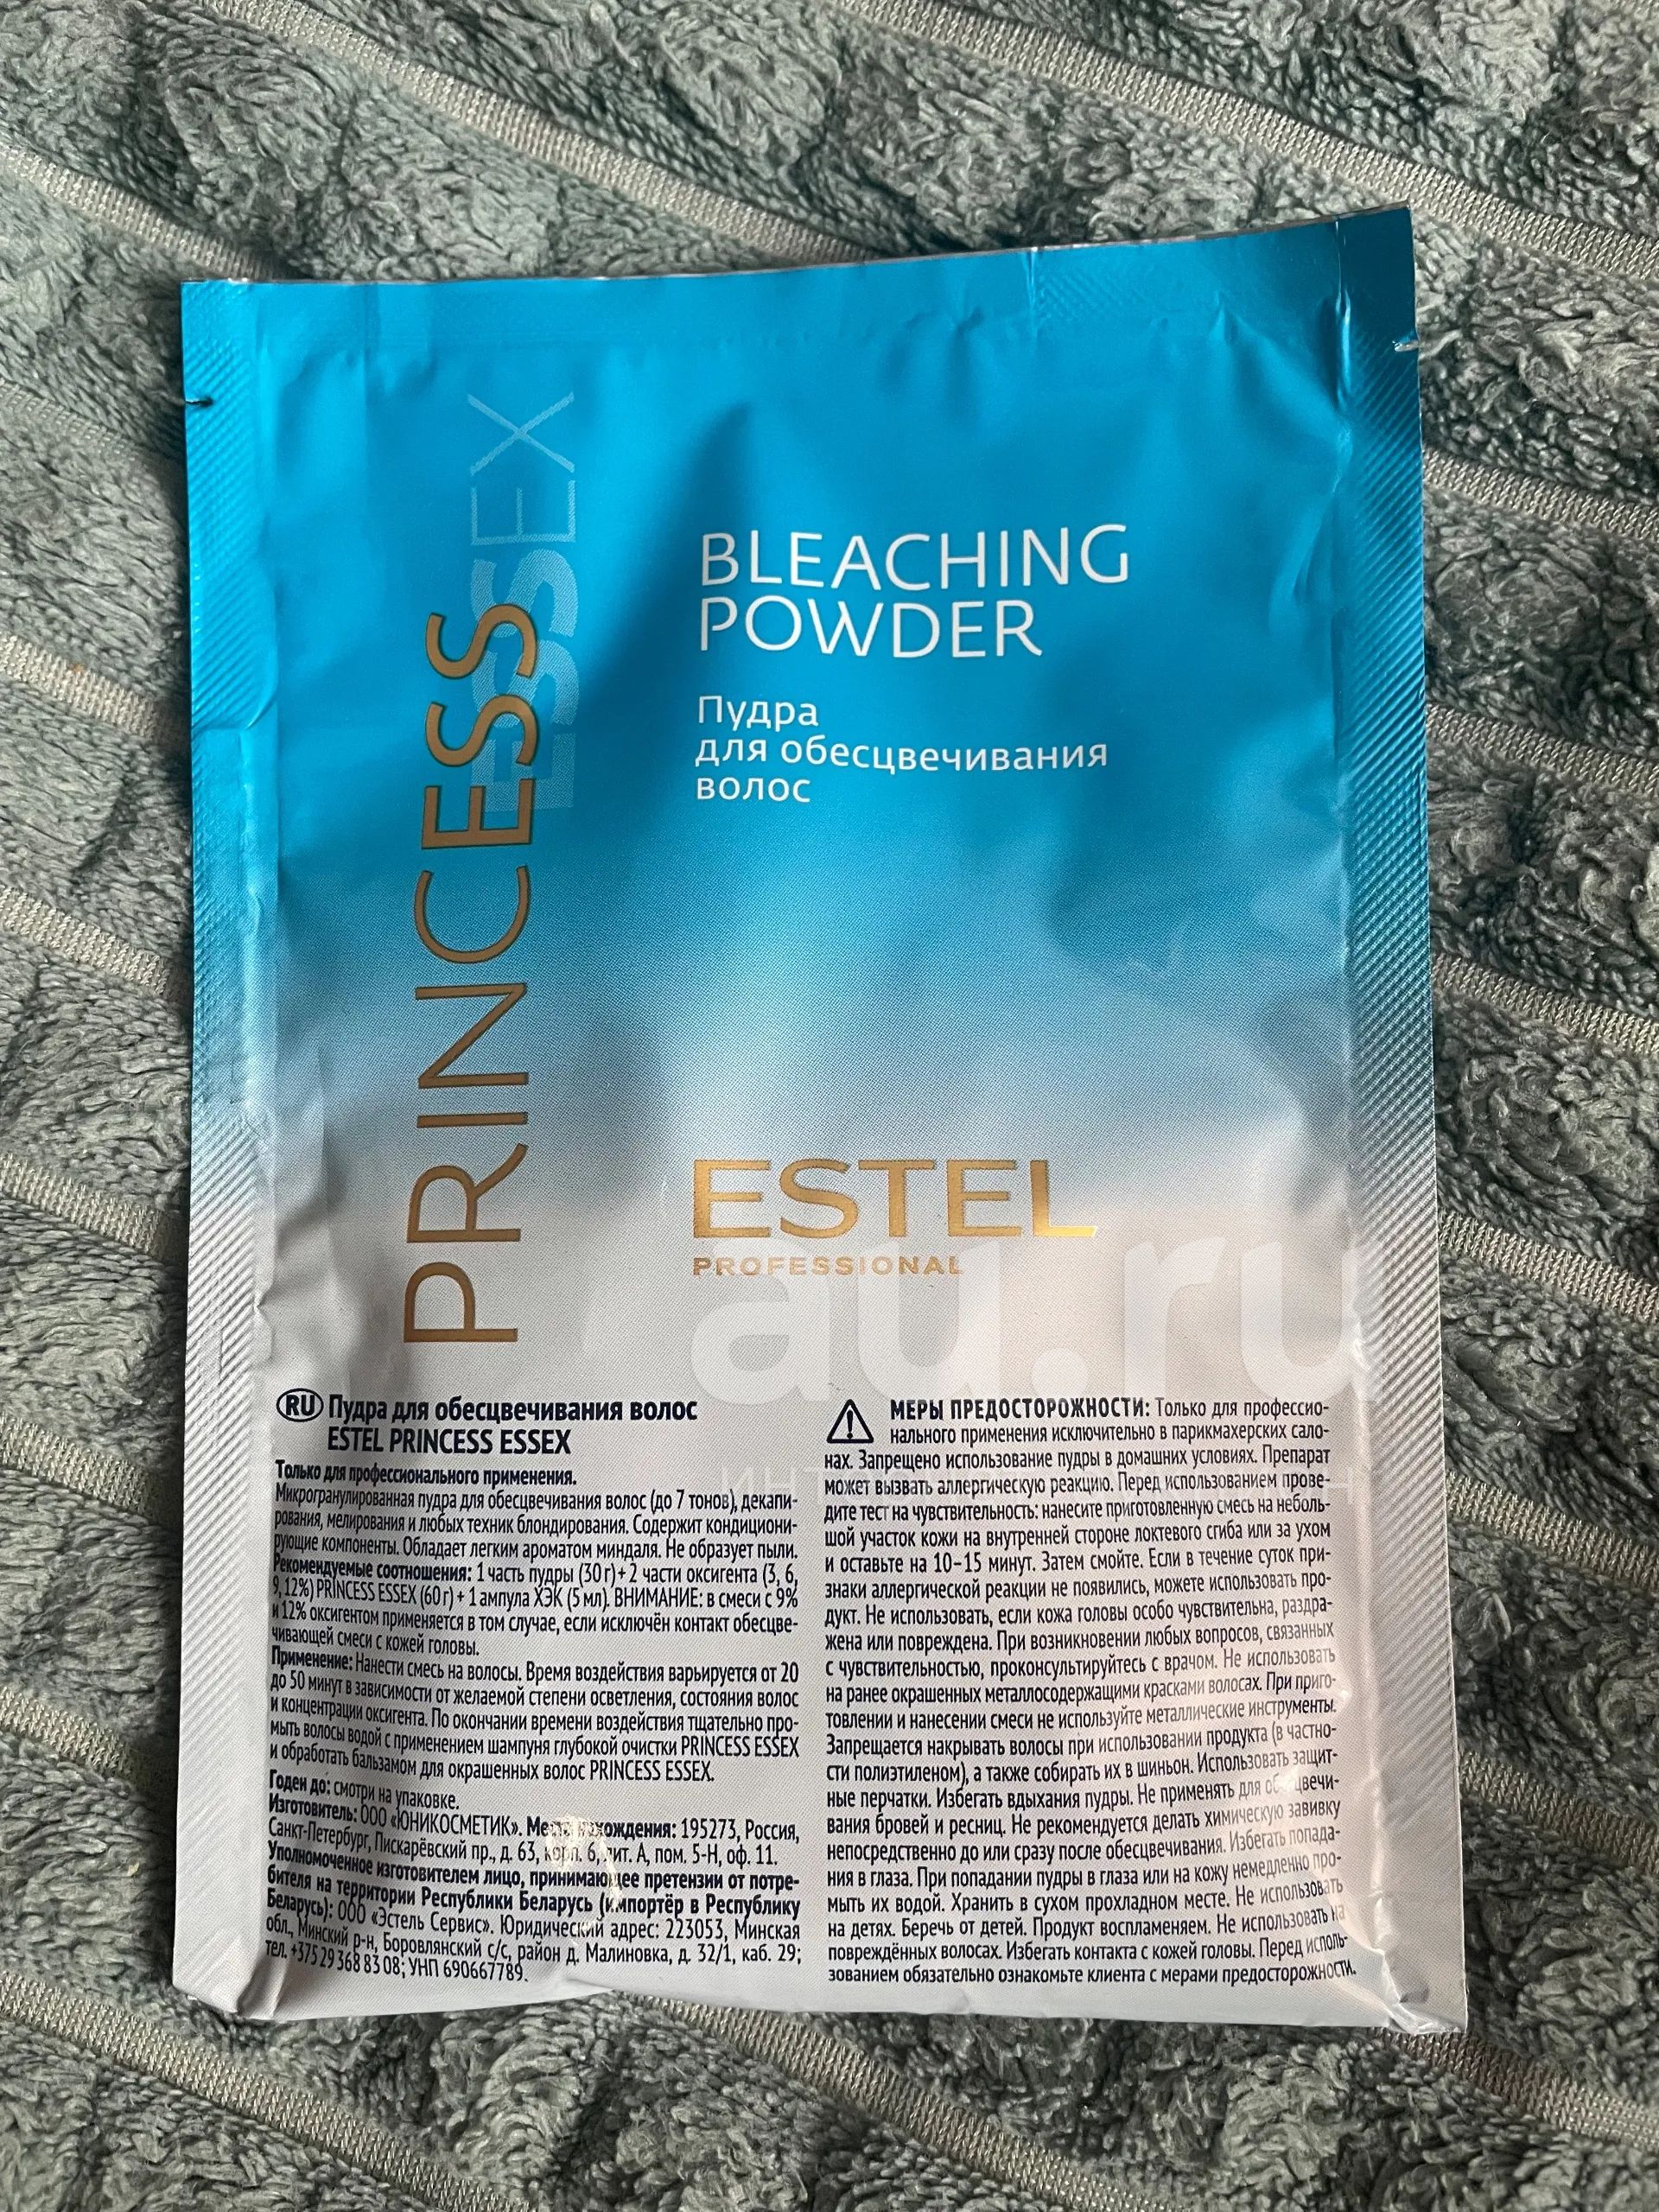 ESSEX
PRINCESS
BLEACHING
POWDER
Пудра
для обесцвечивания
волос
ESTEL
PROFESSIONAL
au.ru
RU Пудра для обесцвечивания волос
ESTEL PRINCESS ESSEX
Только для профессионального применения.
Микрогранулированная пудра для обесцвечивания волос (до 7 тонов), декапи-
рования, мелирования и любых техник блондирования. Содержит кондициони-
рующие компоненты. Обладает легким ароматом миндаля. Не образует пыли.
Рекомендуемые соотношения: 1 часть пудры (30 г) + 2 части оксигента (3, 6,
9, 12%) PRINCESS ESSEX (60 г) + 1 ампула ХЭК (5 мл). ВНИМАНИЕ: в смеси с 9%
и 12% оксигентом применяется в том случае, если исключён контакт обесцве-
чивающей смеси с кожей головы.
Применение: Нанести смесь на волосы. Время воздействия варьируется от 20
до 50 минут в зависимости от желаемой степени осветления, состояния волос
и концентрации оксигента. По окончании времени воздействия тщательно про-
мыть волосы водой с применением шампуня глубокой очистки PRINCESS ESSEX
и обработать бальзамом для окрашенных волос PRINCESS ESSEX.
Годен до: смотри на упаковке.
Изготовитель: ООО «ЮНИКОСМЕТИК». Место нахождения: 195273, Россия,
Санкт-Петербург, Пискарёвский пр., д. 63, корп. 6, лит. А, пом. 5-Н, оф. 11.
Уполномоченное изготовителем лицо, принимающее претензии от потре-
бителя на территории Республики Беларусь (импортёр в Республику
Беларусь): ООО «Эстель Сервис». Юридический адрес: 223053, Минская
обл., Минский р-н, Боровлянский с/с, район д. Малиновка, д. 32/1, каб. 29;
тел. +375 29 368 83 08; УНП 690667789.
МЕРЫ ПРЕДОСТОРОЖНОСТИ: Только для профессио-
нального применения исключительно в парикмахерских сало-
нах. Запрещено использование пудры в домашних условиях. Препарат
может вызвать аллергическую реакцию. Перед использованием прове-
дите тест на чувствительность: нанесите приготовленную смесь на неболь-
шой участок кожи на внутренней стороне локтевого сгиба или за ухом
и оставьте на 10–15 минут. Затем смойте. Если в течение суток при-
знаки аллергической реакции не появились, можете использовать про-
дукт. Не использовать, если кожа головы особо чувствительна, раздра-
жена или повреждена. При возникновении любых вопросов, связанных
с чувствительностью, проконсультируйтесь с врачом. Не использовать
на ранее окрашенных металлосодержащими красками волосах. При приго-
товлении и нанесении смеси не используйте металлические инструменты.
Запрещается накрывать волосы при использовании продукта (в частно-
сти полиэтиленом), а также собирать их в шиньон. Использовать защит-
ные перчатки. Избегать вдыхания пудры. Не применять для обесцвечи-
вания бровей и ресниц. Не рекомендуется делать химическую завивку
непосредственно до или сразу после обесцвечивания. Избегать попада-
ния в глаза. При попадании пудры в глаза или на кожу немедленно про-
мыть их водой. Хранить в сухом прохладном месте. Не использовать
на детях. Беречь от детей. Продукт воспламеняем. Не использовать на
повреждённых волосах. Избегать контакта с кожей головы. Перед исполь-
зованием обязательно ознакомьте клиента с мерами предосторожности.